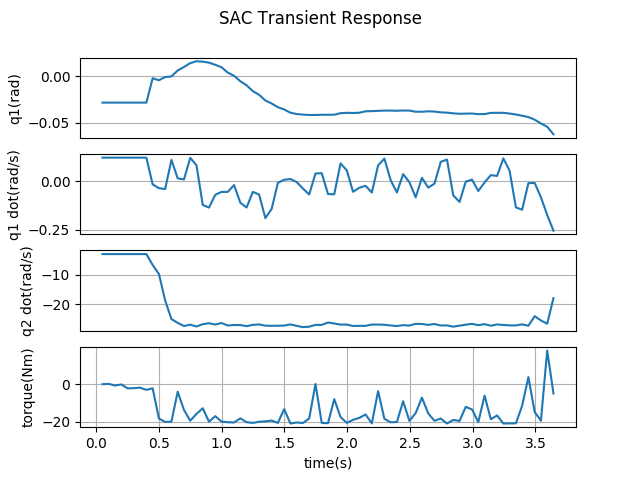 SAC Transient Response
q1(rad)
0.00
−0.05
q1 dot(rad/s)
0.00
−0.25
q2 dot(rad/s)
−10
−20
torque(Nm)
0
−20
0.0 0.5 1.0 1.5 2.0 2.5 3.0 3.5
time(s)